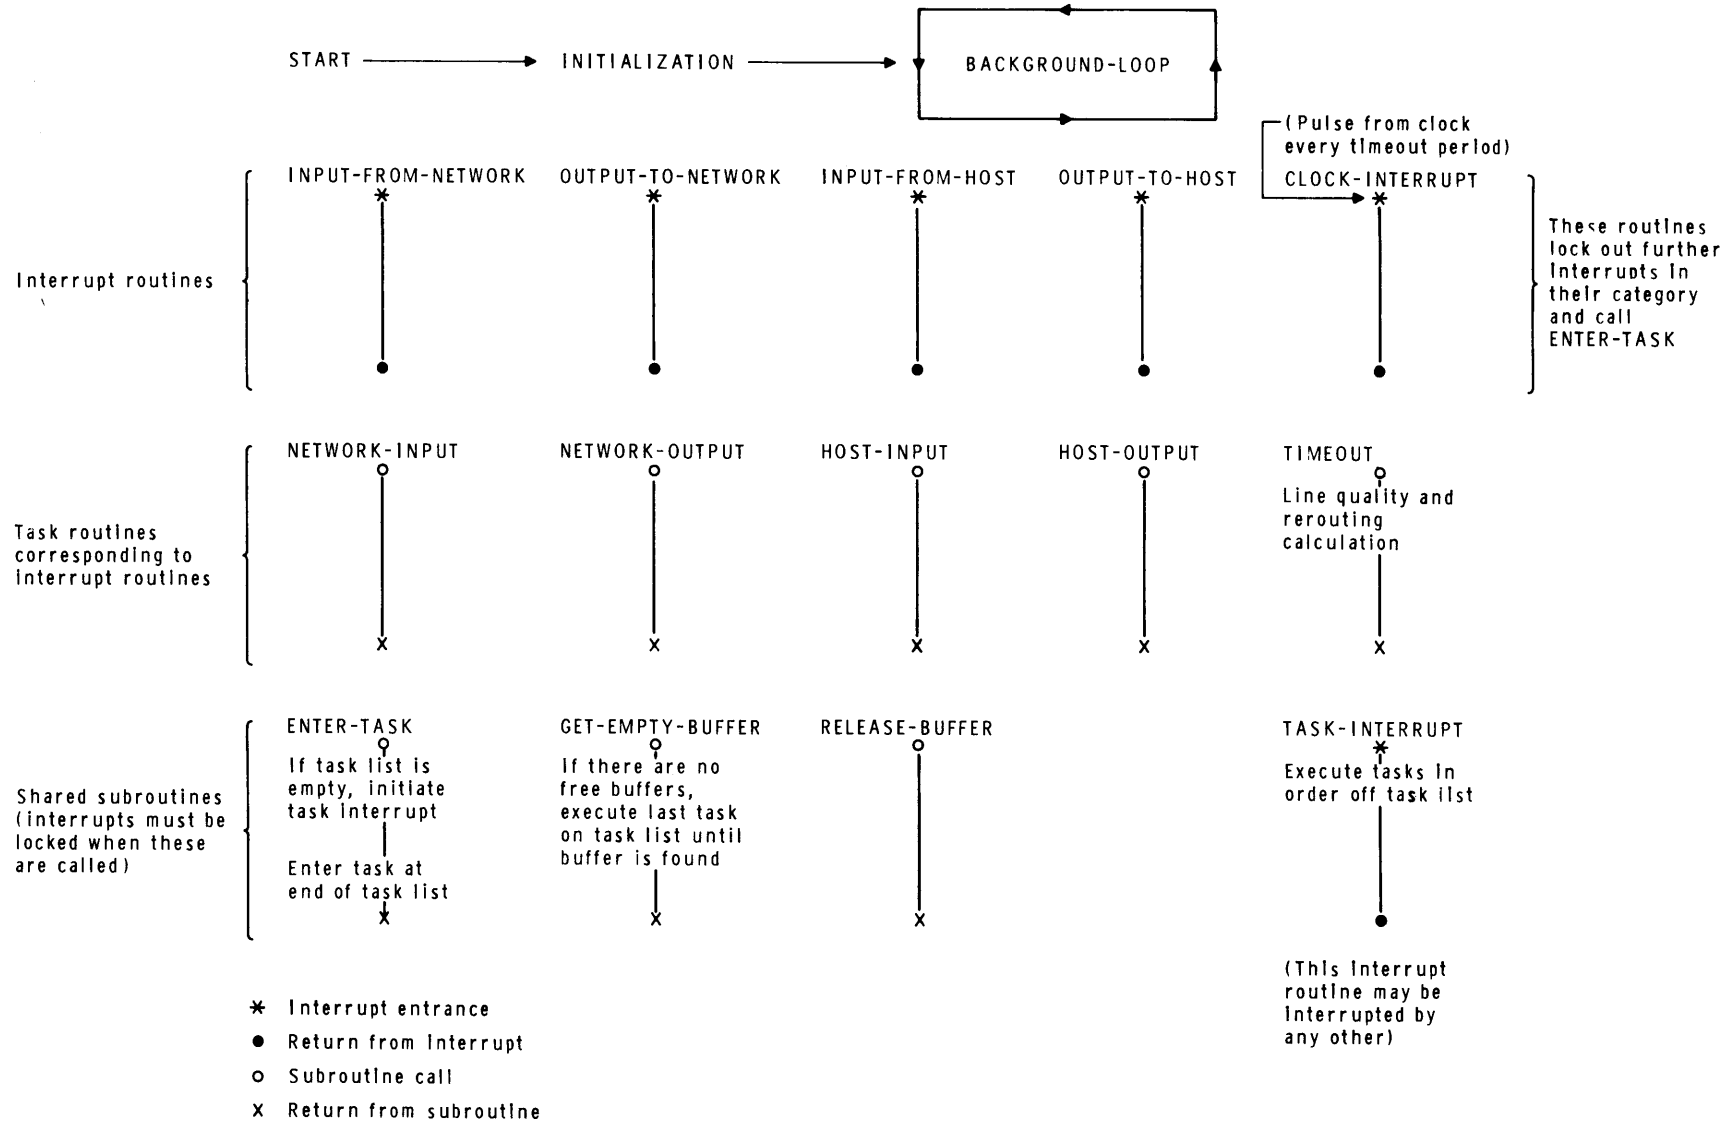 START INITIALIZATION BACKGROUND-LOOP
(Pulse from clock
every timeout period)
INPUT-FROM-NETWORK OUTPUT-TO-NETWORK INPUT-FROM-HOST OUTPUT-TO-HOST CLOCK-INTERRUPT
Interrupt routines
These routines
lock out further
interrupts in
their category
and call
ENTER-TASK
NETWORK-INPUT NETWORK-OUTPUT HOST-INPUT HOST-OUTPUT TIMEOUT
Line quality and
rerouting
calculation
Task routines
corresponding to
interrupt routines
ENTER-TASK GET-EMPTY-BUFFER RELEASE-BUFFER TASK-INTERRUPT
Shared subroutines
(interrupts must be
locked when these
are called)
If task list is
empty, initiate
task interrupt
Enter task at
end of task list
If there are no
free buffers,
execute last task
on task list until
buffer is found
Execute tasks in
order off task list
(This interrupt
routine may be
interrupted by
any other)
* Interrupt entrance
● Return from interrupt
o Subroutine call
x Return from subroutine